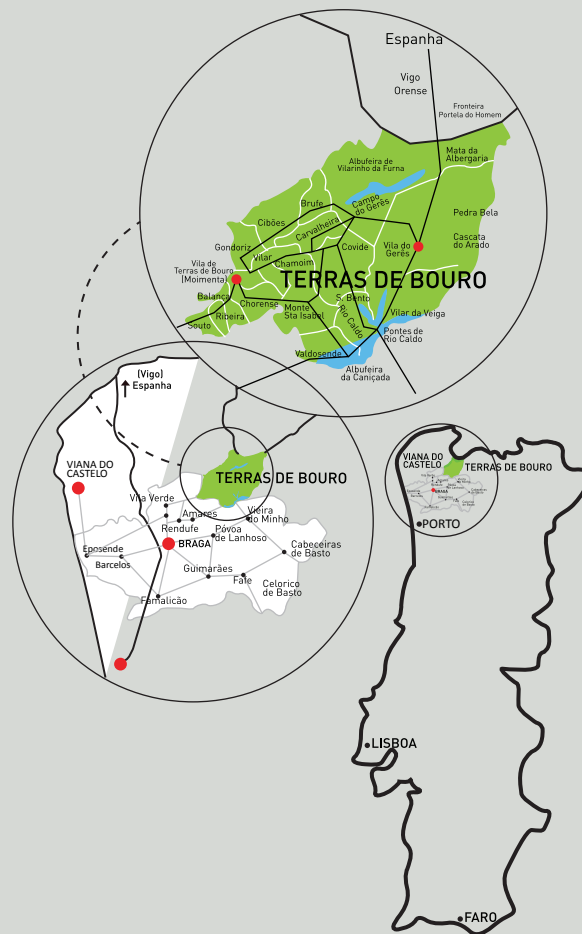 Espanha
Vigo
Orense
Fronteira
Portela do Homem
Mata da
Albergaria
Albufeira de
Vilarinho da Furna
Campo
do Gerês
Brufe
Pedra Bela
Carvalheira
Cibões
Cascata
do Arado
Covide
Vila do
Gerês
Gondoriz
Vilar
Chamoim
Vila de
Terras de Bouro
(Moimenta)
TERRAS DE BOURO
Balança
Chorense
S. Bento
Monte
Sta Isabel
Rio Caldo
Vilar da Veiga
Ribeira
Souto
Pontes de
Rio Caldo
Valdosende
Albufeira
da Caniçada
(Vigo)
Espanha
VIANA DO
CASTELO
TERRAS DE BOURO
Vila Verde
Amares
Vieira
do Minho
Rendufe
Póvoa
de Lanhoso
BRAGA
Cabeceiras
de Basto
Eposende
Barcelos
Guimarães
Fafe
Celorico
de Basto
Famalicão
VIANA DO
CASTELO
TERRAS DE BOURO
BRAGA
PORTO
LISBOA
FARO